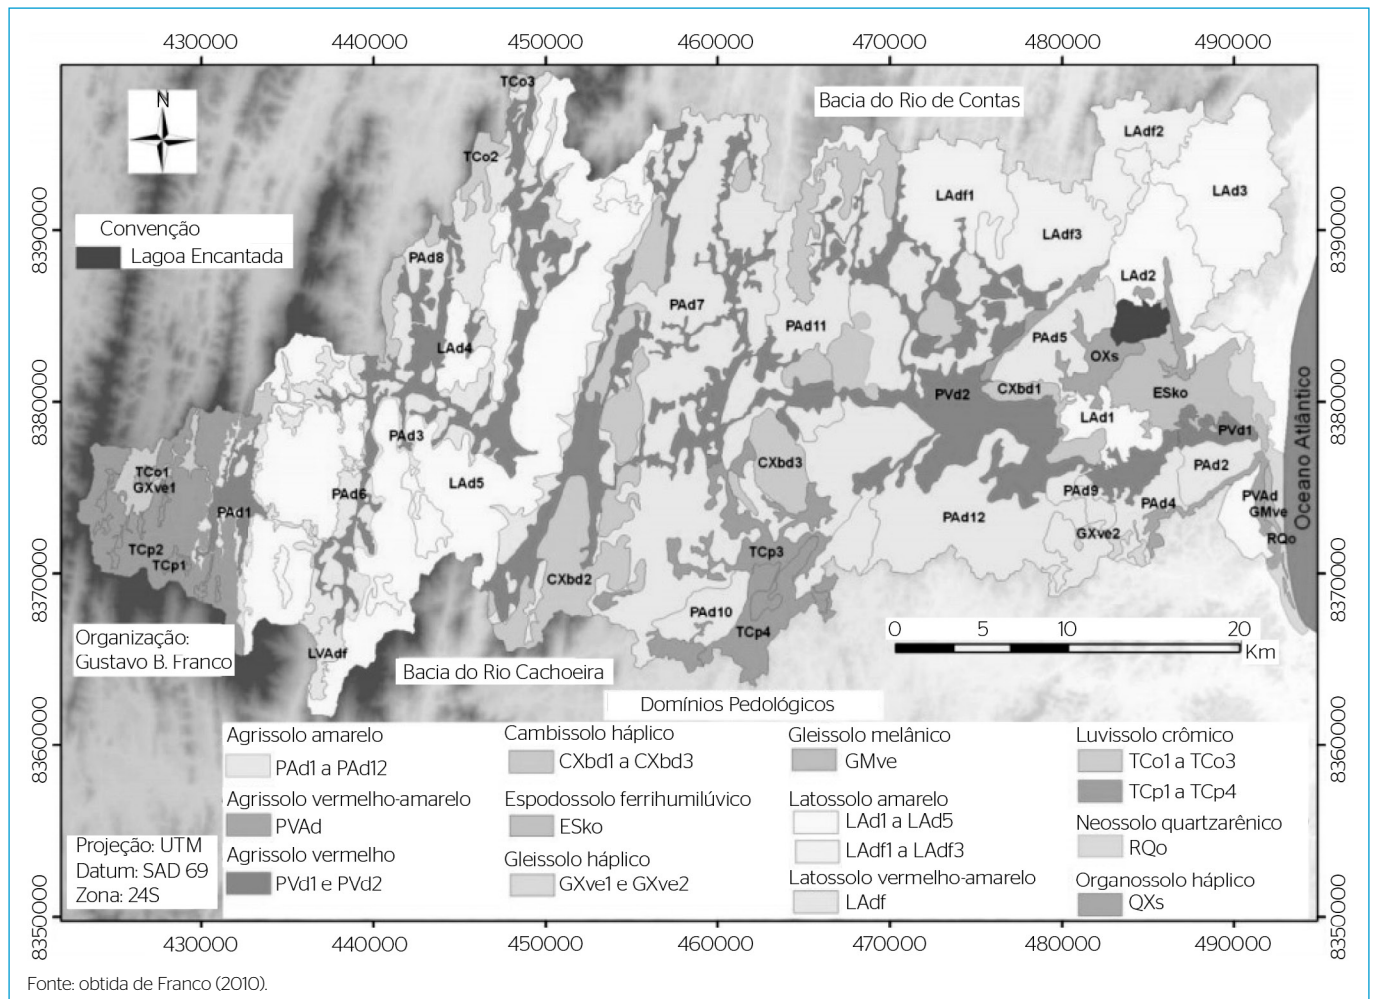 430000 440000 450000 460000 470000 480000 490000
8390000
8380000
8370000
8360000
8350000
N
Convenção
Lagoa Encantada
Bacia do Rio de Contas
TCo3
TCo2
LAdf2
LAdf1
LAd3
LAdf3
PAd8
LAd2
PAd7
PAd11
PAd5
LAd4
OXs
PVd2
CXbd1
ESko
LAd1
PVd1
PAd3
CXbd3
PAd2
TCo1
GXve1
LAd5
PAd6
PAd9
PVAd
PAd4
GMve
PAd1
PAd12
GXve2
RQo
Oceano Atlântico
TCp2
TCp1
TCp3
CXbd2
PAd10
TCp4
LVAdf
0 5 10 20
Km
Organização:
Gustavo B. Franco
Bacia do Rio Cachoeira
Domínios Pedológicos
Agrissolo amarelo
PAd1 a PAd12
Agrissolo vermelho-amarelo
PVAd
Agrissolo vermelho
PVd1 e PVd2
Cambissolo háplico
CXbd1 a CXbd3
Espodossolo ferrihumilúvico
ESko
Gleissolo háplico
GXve1 e GXve2
Gleissolo melânico
GMve
Latossolo amarelo
LAd1 a LAd5
LAdf1 a LAdf3
Latossolo vermelho-amarelo
LAdf
Luvissolo crômico
TCo1 a TCo3
TCp1 a TCp4
Neossolo quartzarênico
RQo
Organossolo háplico
QXs
Projeção: UTM
Datum: SAD 69
Zona: 24S
8390000
8380000
8370000
8360000
8350000
430000 440000 450000 460000 470000 480000 490000
Fonte: obtida de Franco (2010).